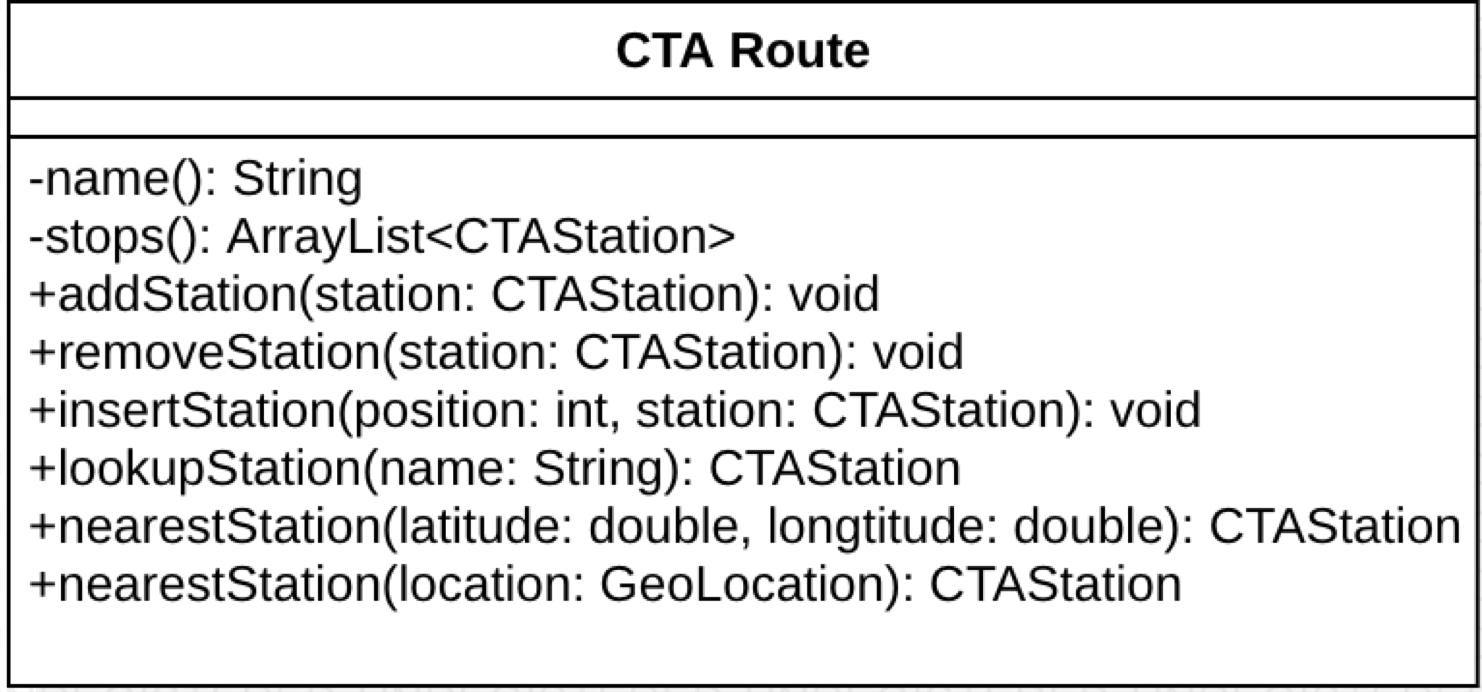 CTA Route
-name(): String
-stops(): ArrayList<CTAStation>
+addStation(station: CTAStation): void
+removeStation(station: CTAStation): void
+insertStation(position: int, station: CTAStation): void
+lookupStation(name: String): CTAStation
+nearestStation(latitude: double, longtitude: double): CTAStation
+nearestStation(location: GeoLocation): CTAStation